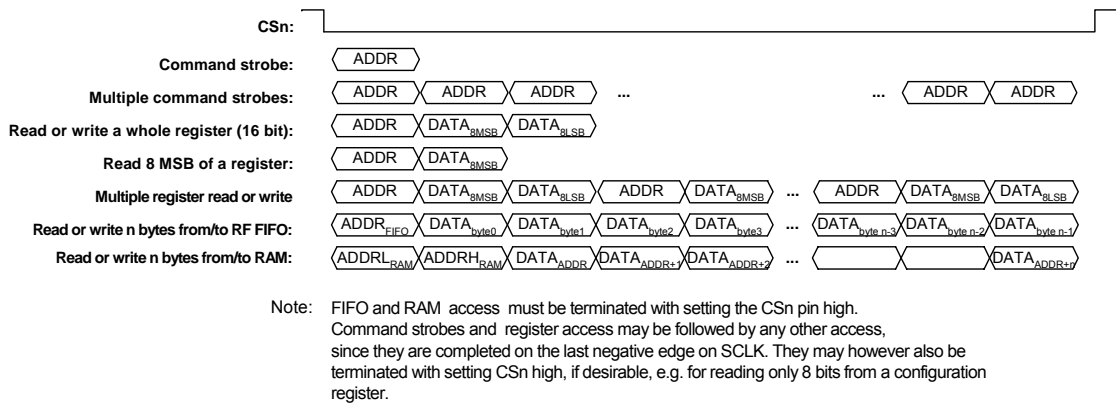 CSn:
Command strobe: ADDR
Multiple command strobes: ADDR ADDR ADDR ... ... ADDR ADDR
Read or write a whole register (16 bit): ADDR DATA8MSB DATA8LSB
Read 8 MSB of a register: ADDR DATA8MSB
Multiple register read or write ADDR DATA8MSB DATA8LSB ADDR DATA8MSB ... ADDR DATA8MSB DATA8LSB
Read or write n bytes from/to RF FIFO: ADDRFIFO DATAbyte0 DATAbyte1 DATAbyte2 DATAbyte3 ... DATAbyte n-3 DATAbyte n-2 DATAbyte n-1
Read or write n bytes from/to RAM: ADDRLRAM ADDRHRAM DATAADDR DATAADDR+1 DATAADDR+2 ... DATAADDR+n
Note: FIFO and RAM access must be terminated with setting the CSn pin high.
Command strobes and register access may be followed by any other access,
since they are completed on the last negative edge on SCLK. They may however also be
terminated with setting CSn high, if desirable, e.g. for reading only 8 bits from a configuration
register.